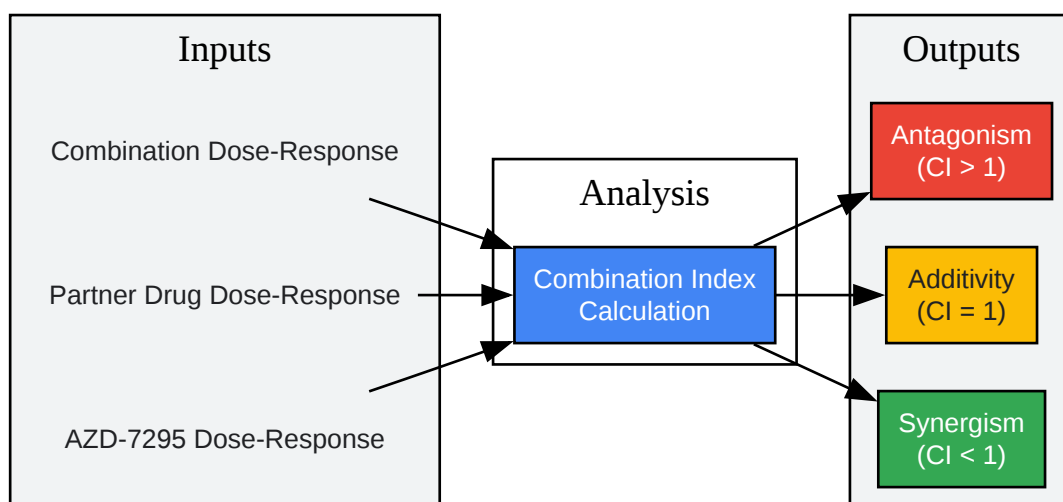 Inputs
Combination Dose-Response
Partner Drug Dose-Response
AZD-7295 Dose-Response
Analysis
Combination Index
Calculation
Outputs
Antagonism
(CI > 1)
Additivity
(CI = 1)
Synergism
(CI < 1)